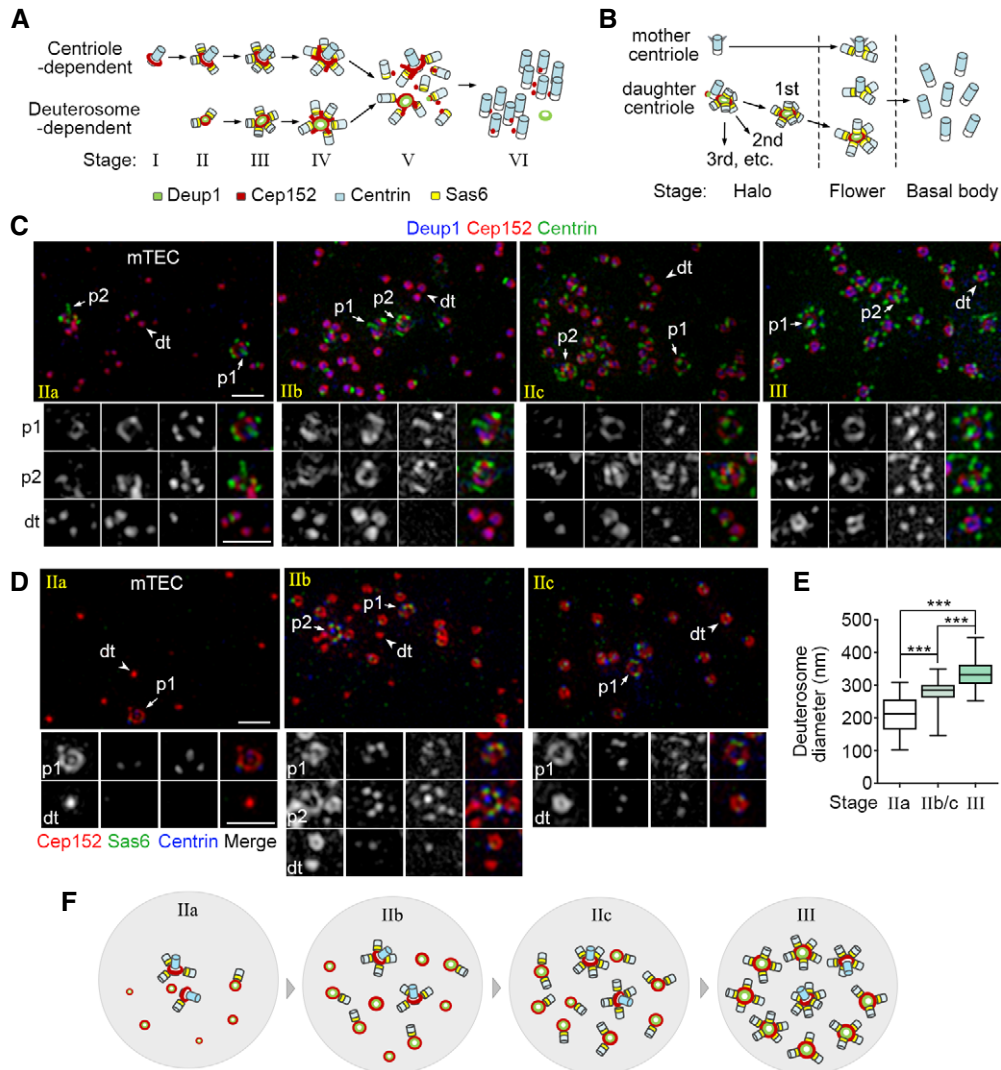 A
Centriole
-dependent
Deuterosome
-dependent
Stage: I II III IV V VI
Deup1 Cep152 Centrin Sas6
B
mother
centriole
daughter
centriole
1st
2nd
3rd, etc.
Stage: Halo Flower Basal body
C
Deup1 Cep152 Centrin
mTEC
p2
dt
p1
IIa
p1
p2
dt
IIb
p2
dt
p1
IIc
p1
p2
dt
III
p1
p2
dt
D
IIa
mTEC
dt
p1
IIb
p1
p2
dt
IIc
dt
p1
p1
dt
p1
p2
dt
p1
dt
Cep152 Sas6 Centrin Merge
E
***
***
***
Deuterosome
diameter (nm)
500
400
300
200
100
0
Stage IIa IIb/c III
F
IIa
IIb
IIc
III